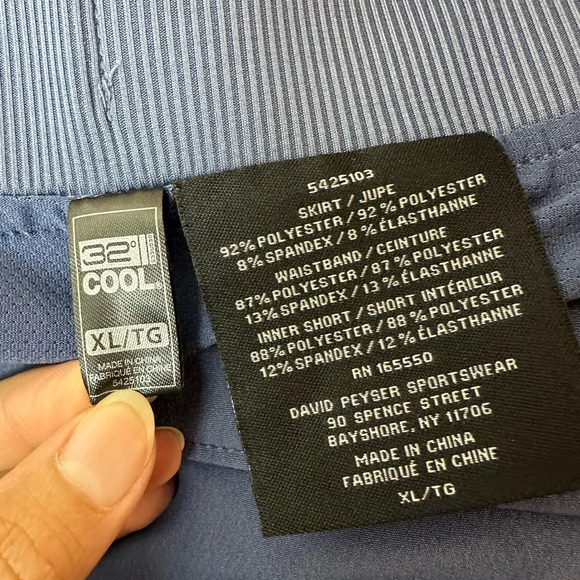 32°
COOL®
XL/TG
MADE IN CHINA
FABRIQUÉ EN CHINE
5425103
5425103
SKIRT / JUPE
92% POLYESTER / 92% POLYESTER
8% SPANDEX / 8% ÉLASTHANNE
WAISTBAND / CEINTURE
87% POLYESTER / 87% POLYESTER
13% SPANDEX / 13% ÉLASTHANNE
INNER SHORT / SHORT INTÉRIEUR
88% POLYESTER / 88% POLYESTER
12% SPANDEX / 12% ÉLASTHANNE
RN 165550
DAVID PEYSER SPORTSWEAR
90 SPENCE STREET
BAYSHORE, NY 11706
MADE IN CHINA
FABRIQUÉ EN CHINE
XL/TG